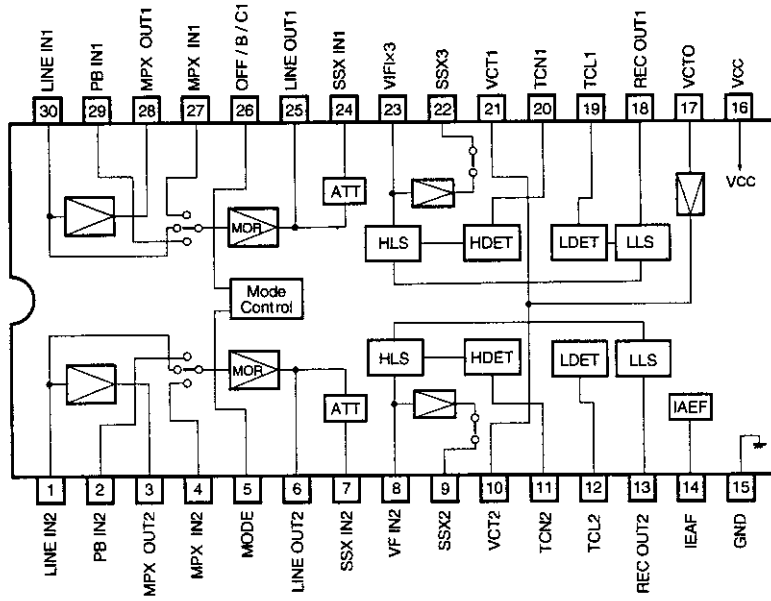 LINE IN1
PB IN1
MPX OUT1
MPX IN1
OFF / B / C1
LINE OUT1
SSX IN1
VIFI×3
SSX3
VCT1
TCN1
TCL1
REC OUT1
VCTO
VCC
30
29
28
27
26
25
24
23
22
21
20
19
18
17
16
VCC
ATT
MOR
HLS
HDET
LDET
LLS
Mode
Control
MOR
HLS
HDET
LDET
LLS
ATT
IAEF
1
2
3
4
5
6
7
8
9
10
11
12
13
14
15
LINE IN2
PB IN2
MPX OUT2
MPX IN2
MODE
LINE OUT2
SSX IN2
VF IN2
SSX2
VCT2
TCN2
TCL2
REC OUT2
IEAF
GND